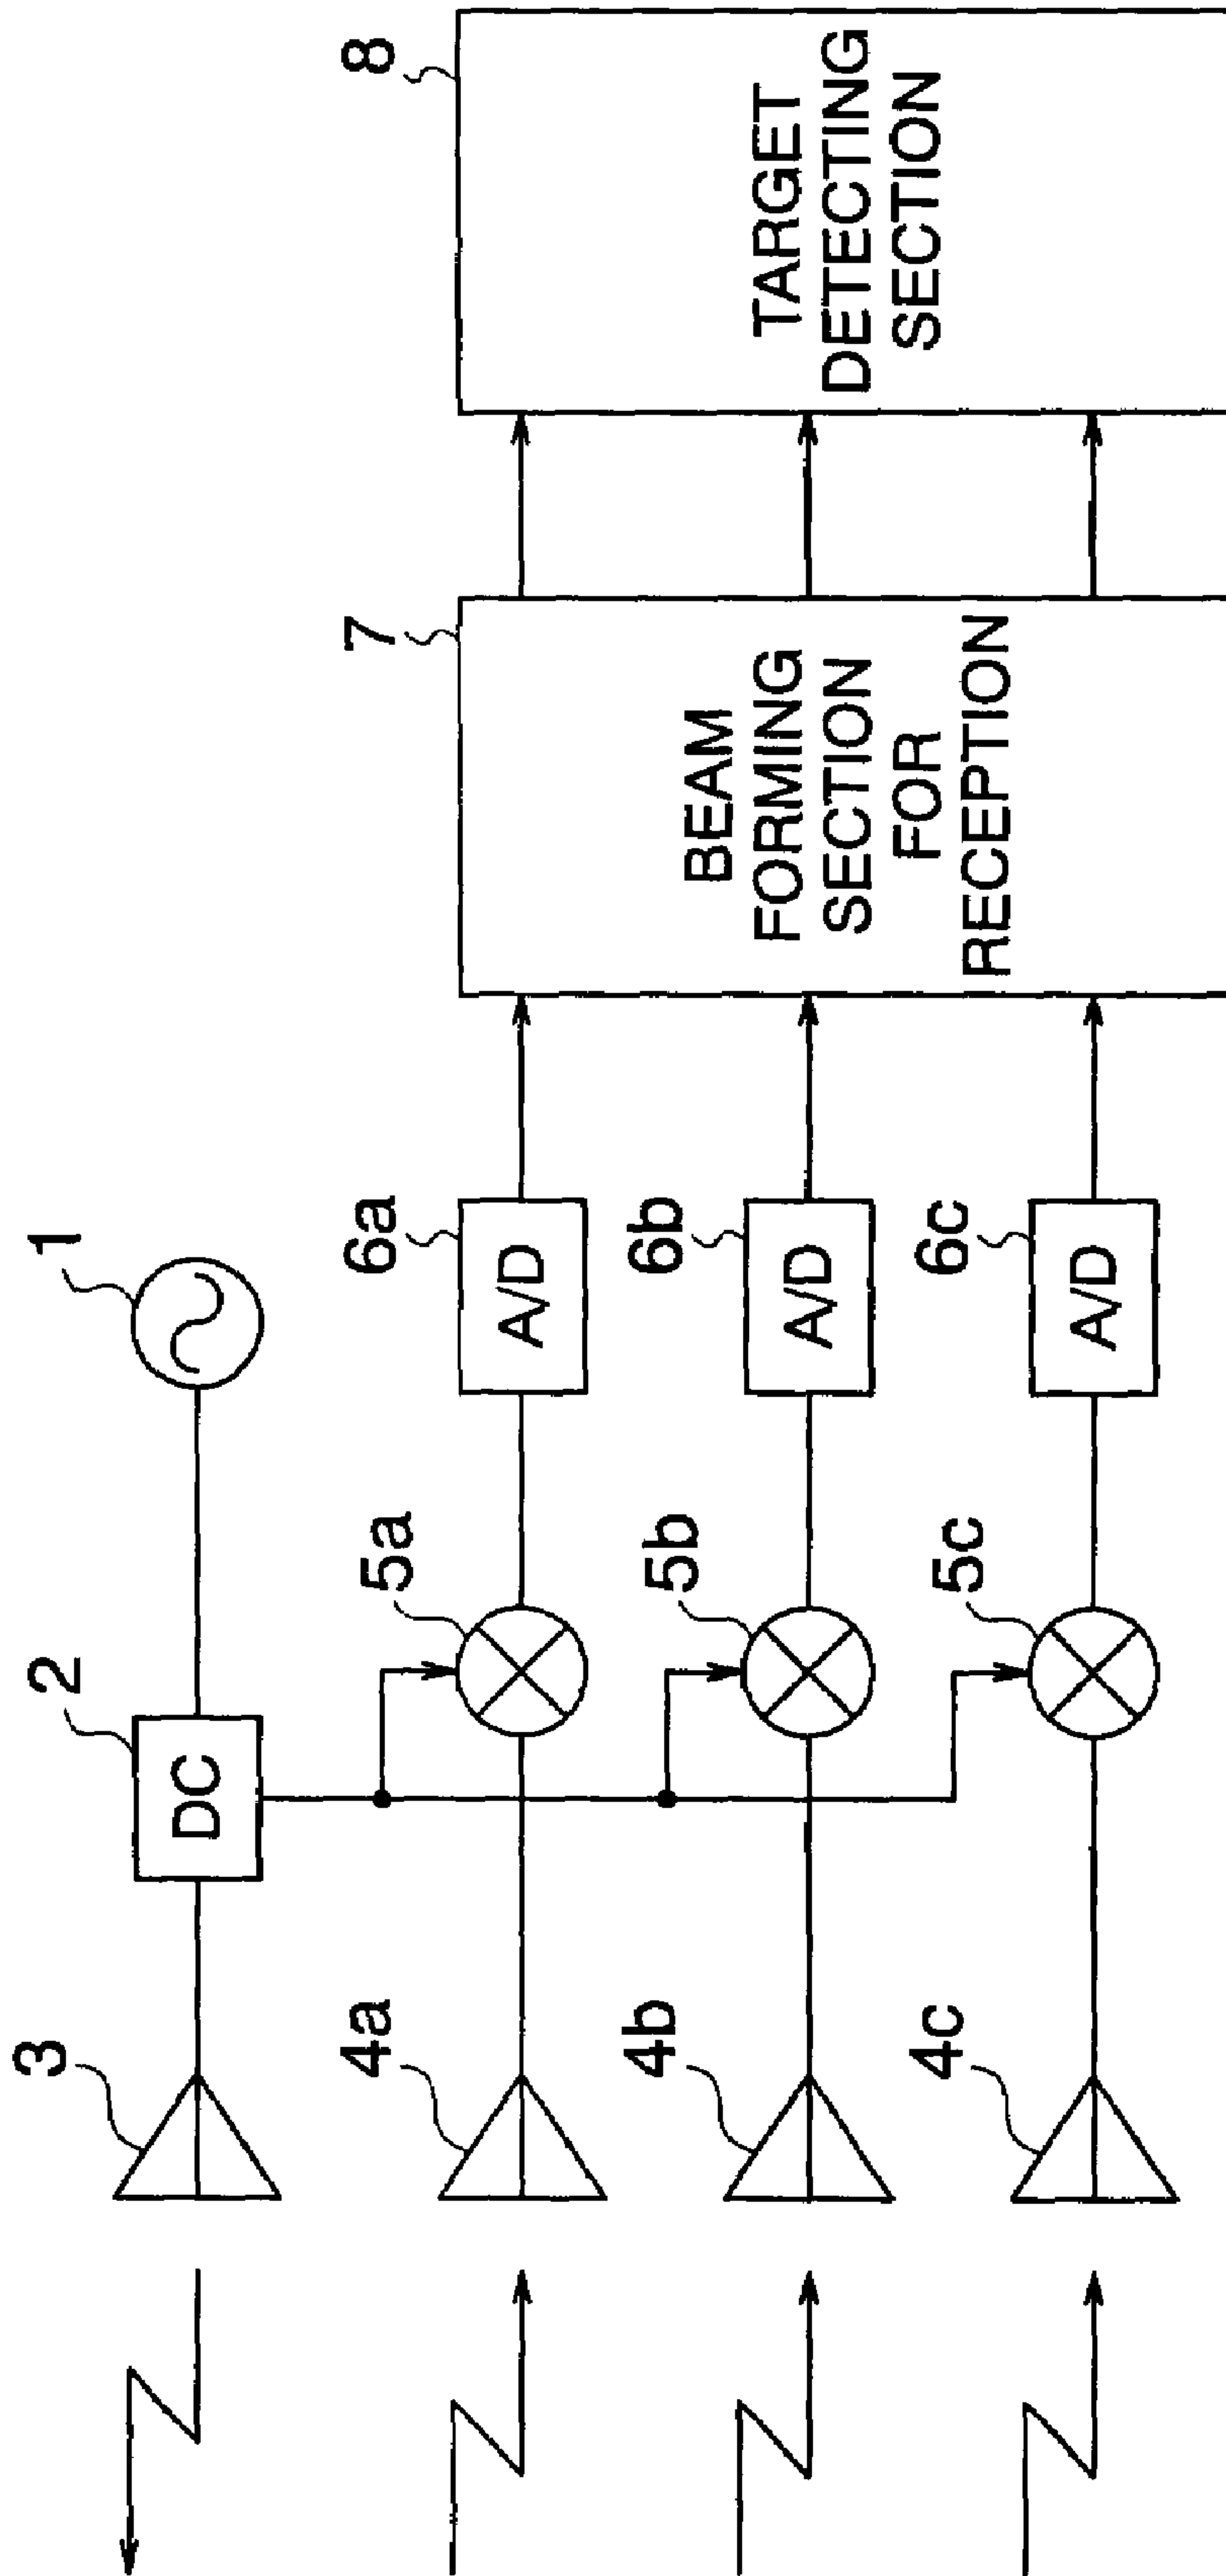 1
2
DC
3
4a
5a
6a
A/D
4b
5b
6b
A/D
4c
5c
6c
A/D
7
BEAM
FORMING
SECTION
FOR
RECEPTION
8
TARGET
DETECTING
SECTION